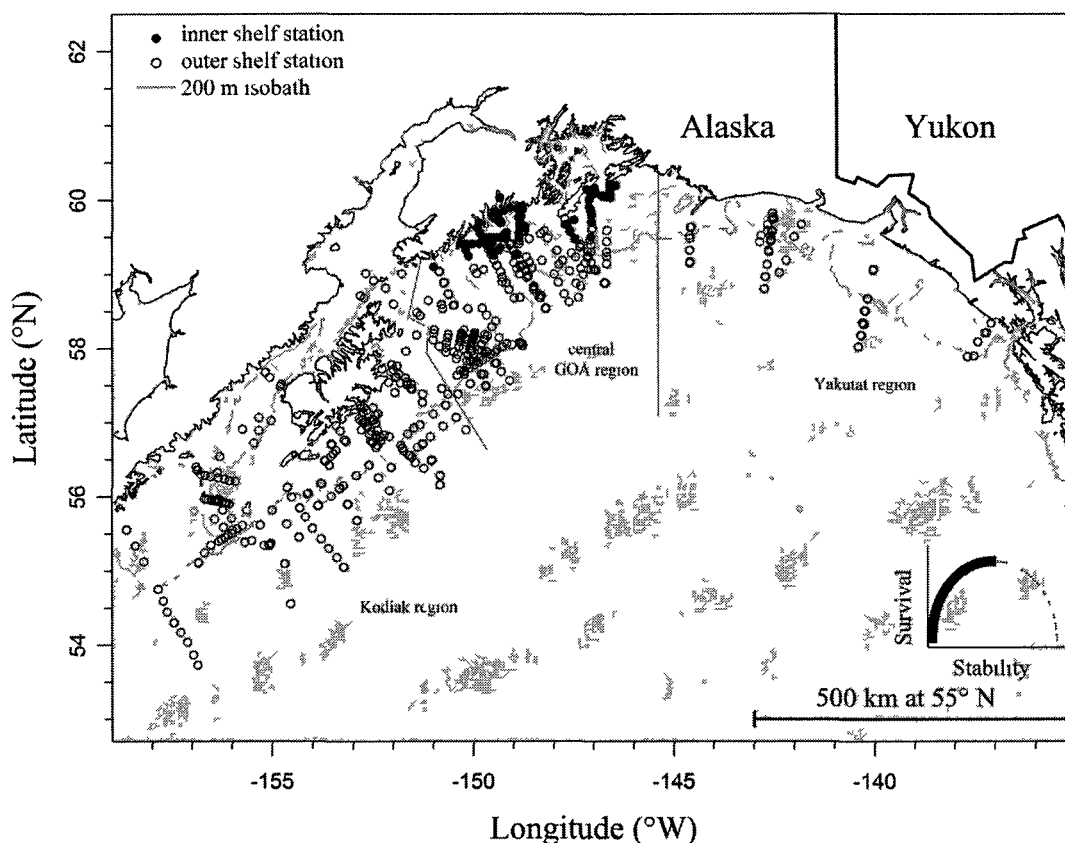 inner shelf station
outer shelf station
200 m isobath
Alaska
Yukon
central
GOA region
Yakutat region
Kodiak region
Survival
Stability
500 km at 55° N
62
60
58
56
54
Latitude (°N)
-155
-150
-145
-140
Longitude (°W)